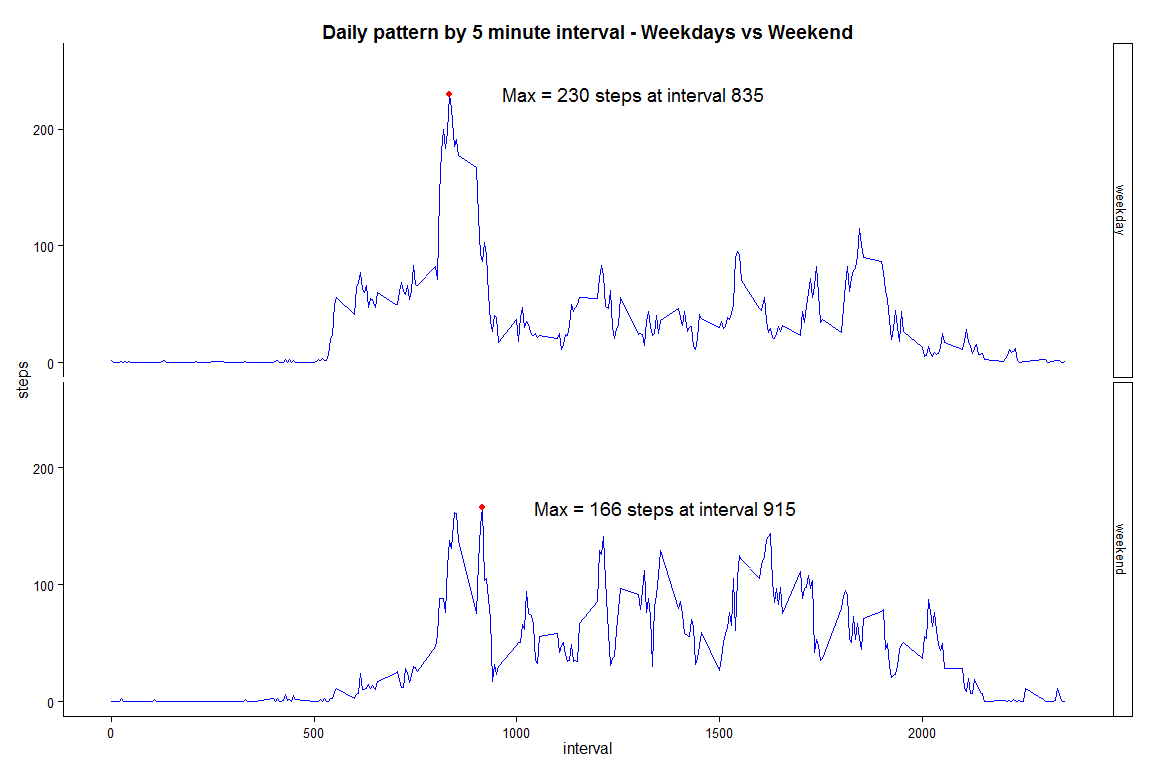 Daily pattern by 5 minute interval - Weekdays vs Weekend
Max = 230 steps at interval 835
200
100
0
weekday
steps
Max = 166 steps at interval 915
200
100
0
weekend
0 500 1000 1500 2000
interval